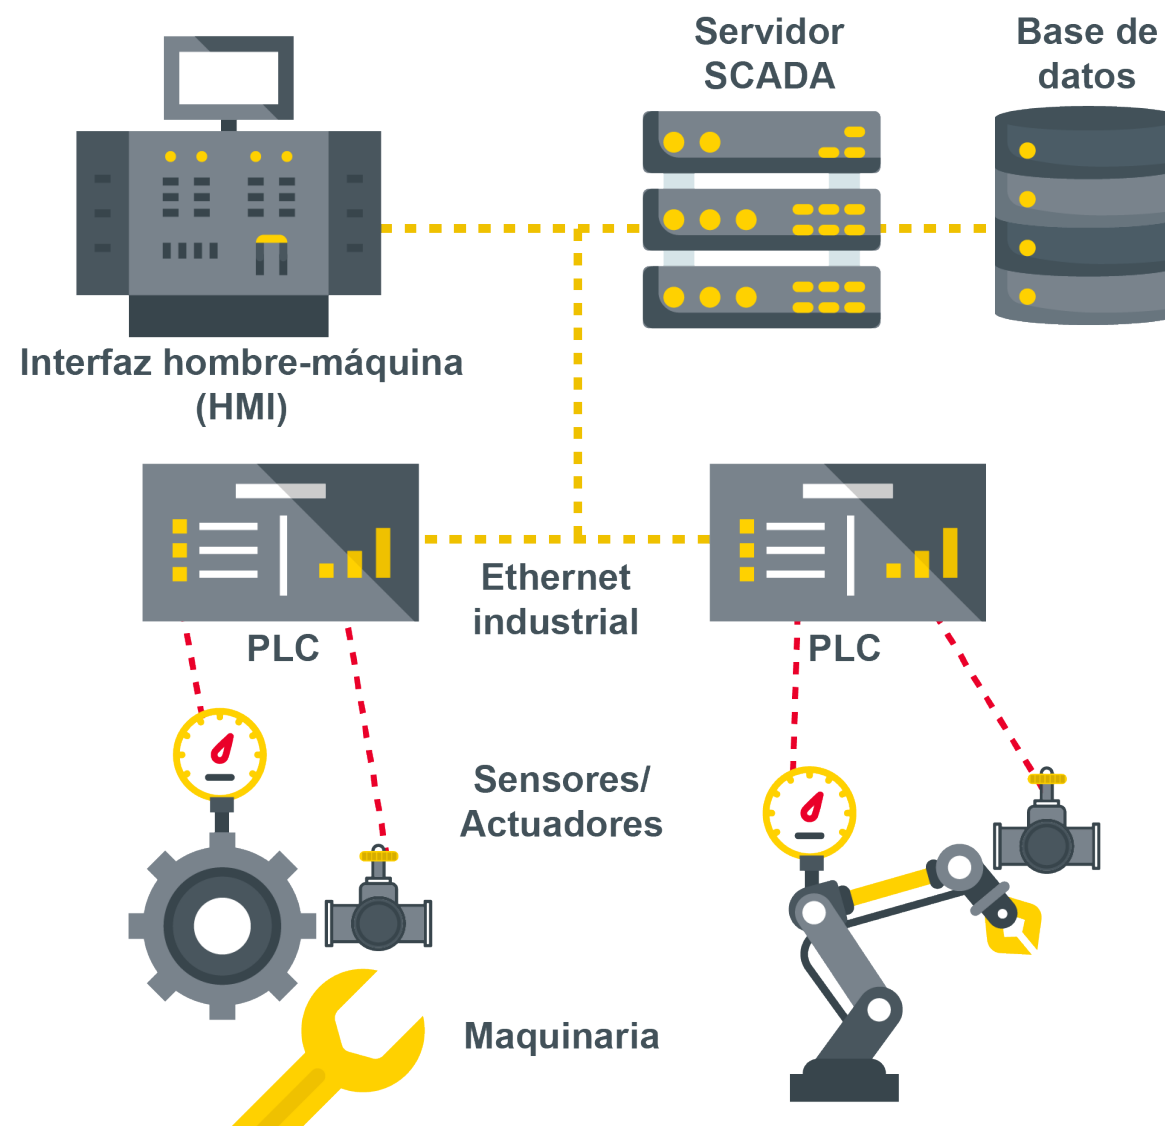 Servidor
SCADA
Base de
datos
Interfaz hombre-máquina
(HMI)
Ethernet
industrial
PLC
PLC
Sensores/
Actuadores
Maquinaria